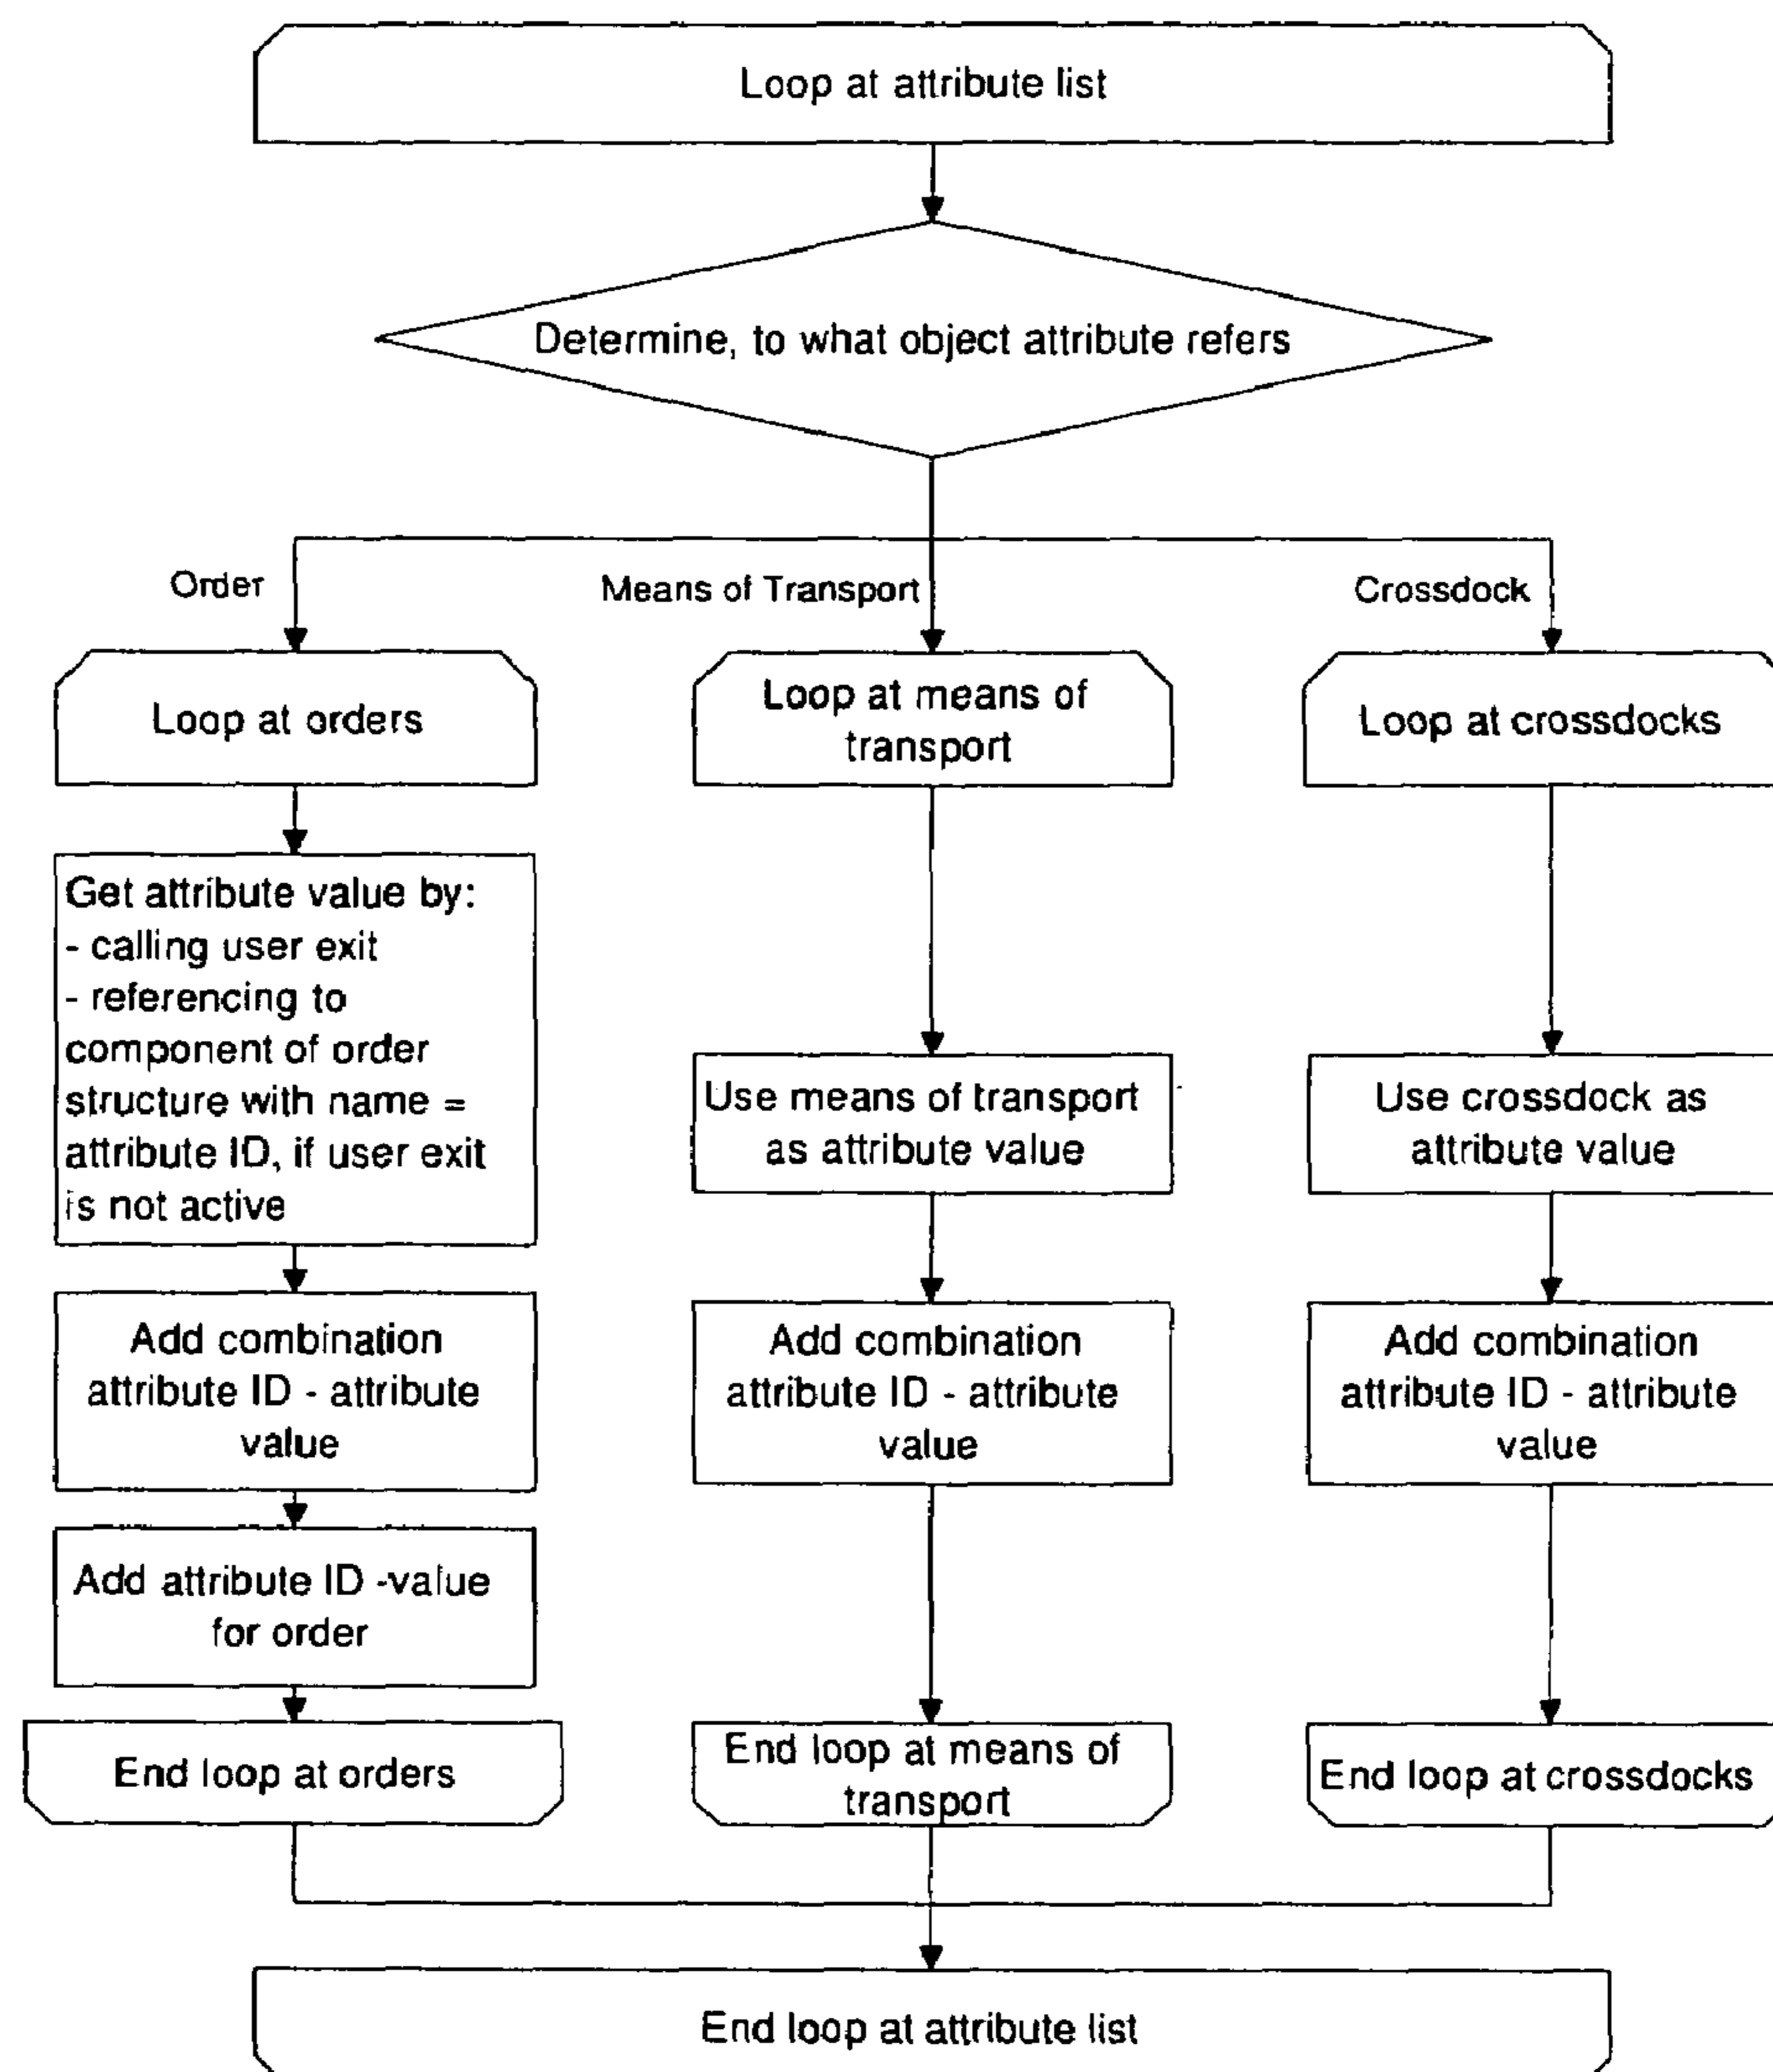 Loop at attribute list
Determine, to what object attribute refers
Order
Means of Transport
Crossdock
Loop at orders
Loop at means of
transport
Loop at crossdocks
Get attribute value by:
- calling user exit
- referencing to
component of order
structure with name =
attribute ID, if user exit
is not active
Use means of transport
as attribute value
Use crossdock as
attribute value
Add combination
attribute ID - attribute
value
Add combination
attribute ID - attribute
value
Add combination
attribute ID - attribute
value
Add attribute ID -value
for order
End loop at orders
End loop at means of
transport
End loop at crossdocks
End loop at attribute list